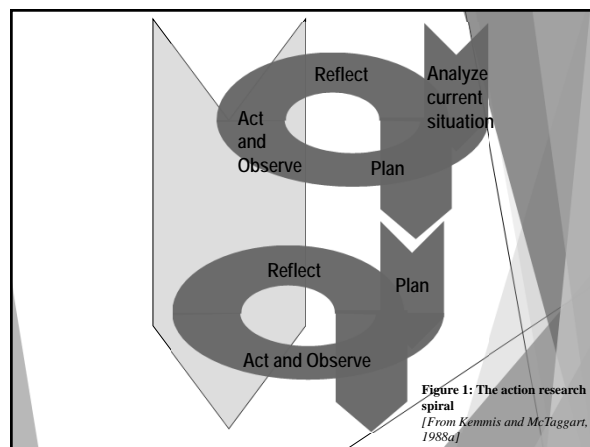 Reflect
Analyze
current
situation
Act
and
Observe
Plan
Reflect
Plan
Act and Observe
Figure 1: The action research
spiral
[From Kemmis and McTaggart,
1988a]